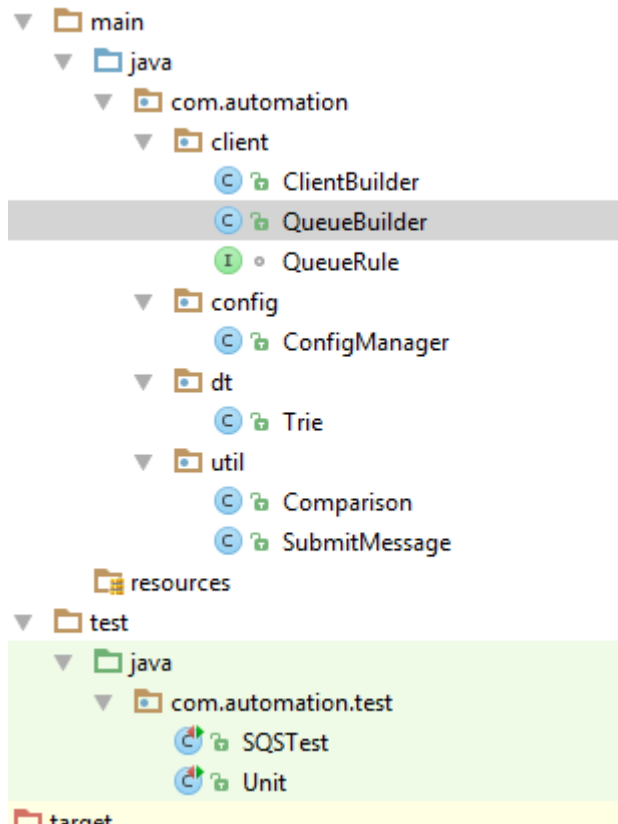 main
java
com.automation
client
C ClientBuilder
C QueueBuilder
I QueueRule
config
C ConfigManager
dt
C Trie
util
C Comparison
C SubmitMessage
resources
test
java
com.automation.test
C SQSTest
C Unit
target